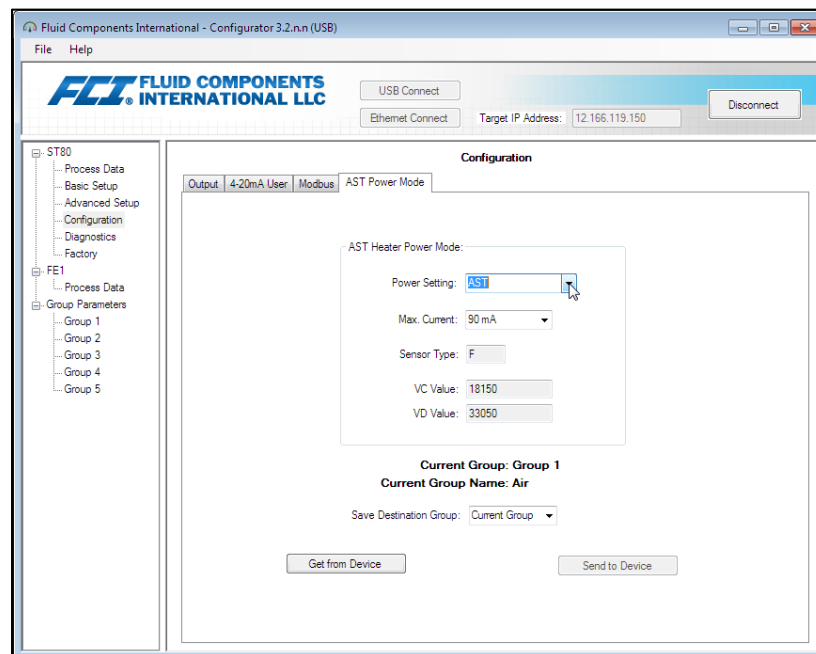 Fluid Components International - Configurator 3.2.n.n (USB)
File Help
FCI FLUID COMPONENTS
® INTERNATIONAL LLC
USB Connect
Ethernet Connect Target IP Address: 12.166.119.150
Disconnect
ST80
Process Data
Basic Setup
Advanced Setup
Configuration
Diagnostics
Factory
FE1
Process Data
Group Parameters
Group 1
Group 2
Group 3
Group 4
Group 5
Configuration
Output 4-20mA User Modbus AST Power Mode
AST Heater Power Mode:
Power Setting: AST
Max. Current: 90 mA
Sensor Type: F
VC Value: 18150
VD Value: 33050
Current Group: Group 1
Current Group Name: Air
Save Destination Group: Current Group
Get from Device Send to Device